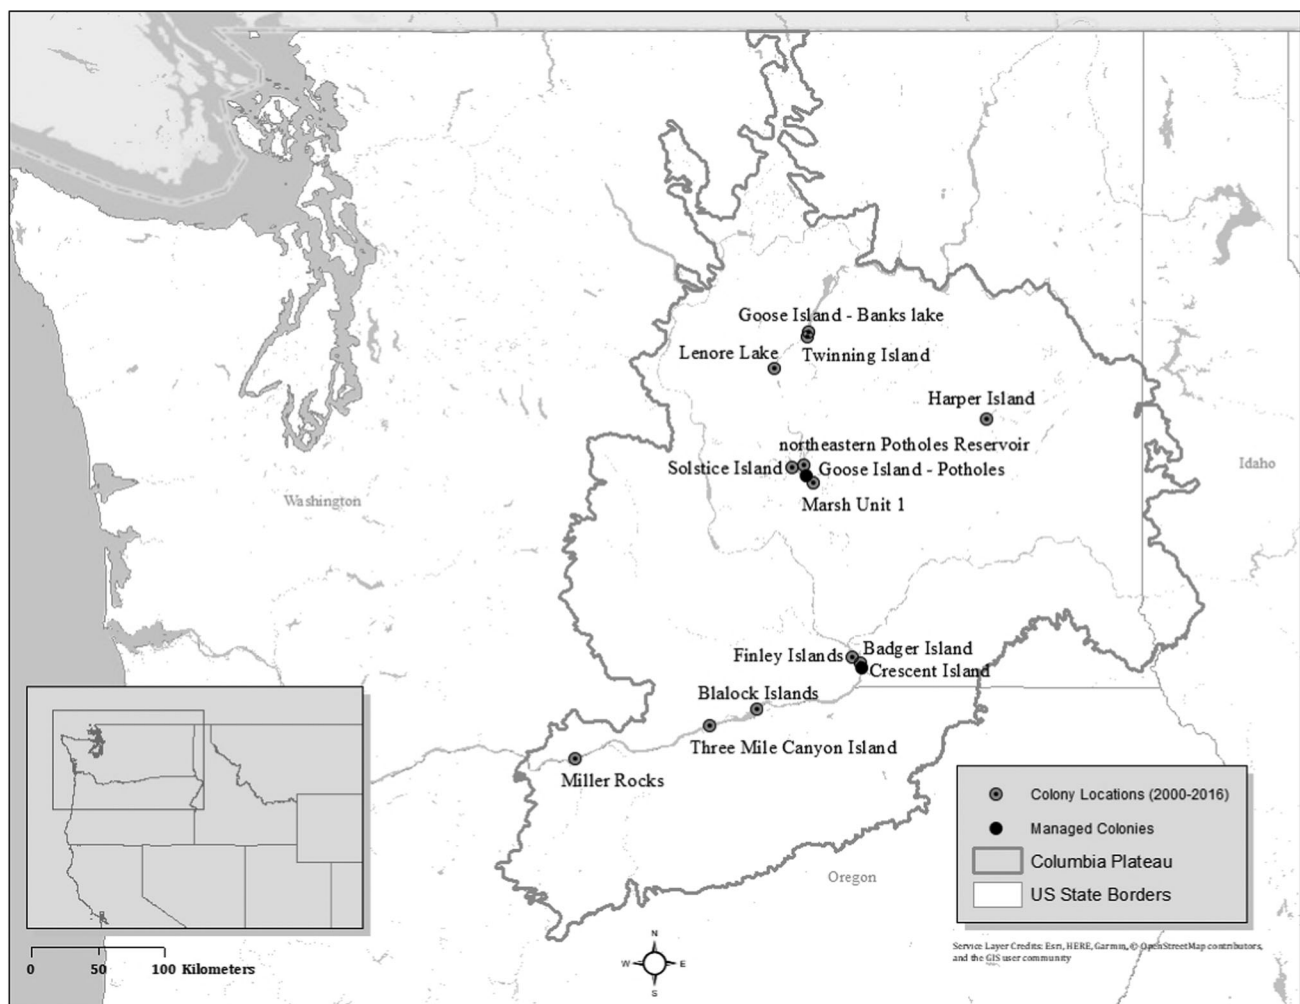 Goose Island - Banks lake
Lenore Lake
Twinning Island
Harper Island
northeastern Potholes Reservoir
Solstice Island
Goose Island - Potholes
Idaho
Washington
Marsh Unit 1
Badger Island
Finley Islands
Crescent Island
Blalock Islands
Three Mile Canyon Island
Miller Rocks
Colony Locations (2000-2016)
Managed Colonies
Columbia Plateau
US State Borders
Oregon
N
W E
S
0 50 100 Kilometers
Service Layer Credits: Esri, HERE, Garmin, © OpenStreetMap contributors,
and the GIS user community